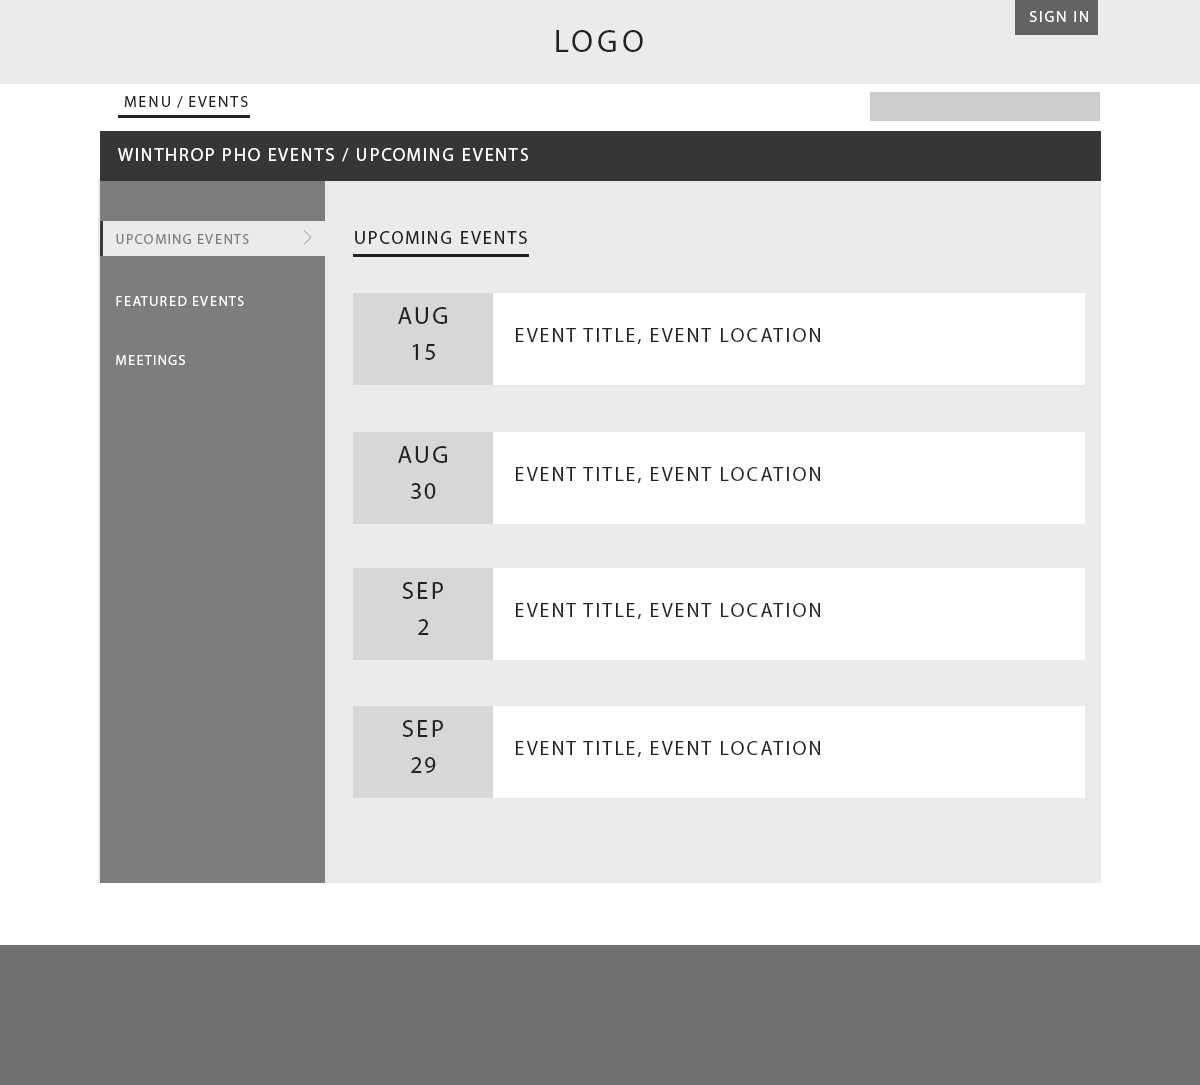 SIGN IN
LOGO
MENU / EVENTS
WINTHROP PHO EVENTS / UPCOMING EVENTS
UPCOMING EVENTS
FEATURED EVENTS
MEETINGS
UPCOMING EVENTS
AUG
15
EVENT TITLE, EVENT LOCATION
AUG
30
EVENT TITLE, EVENT LOCATION
SEP
2
EVENT TITLE, EVENT LOCATION
SEP
29
EVENT TITLE, EVENT LOCATION